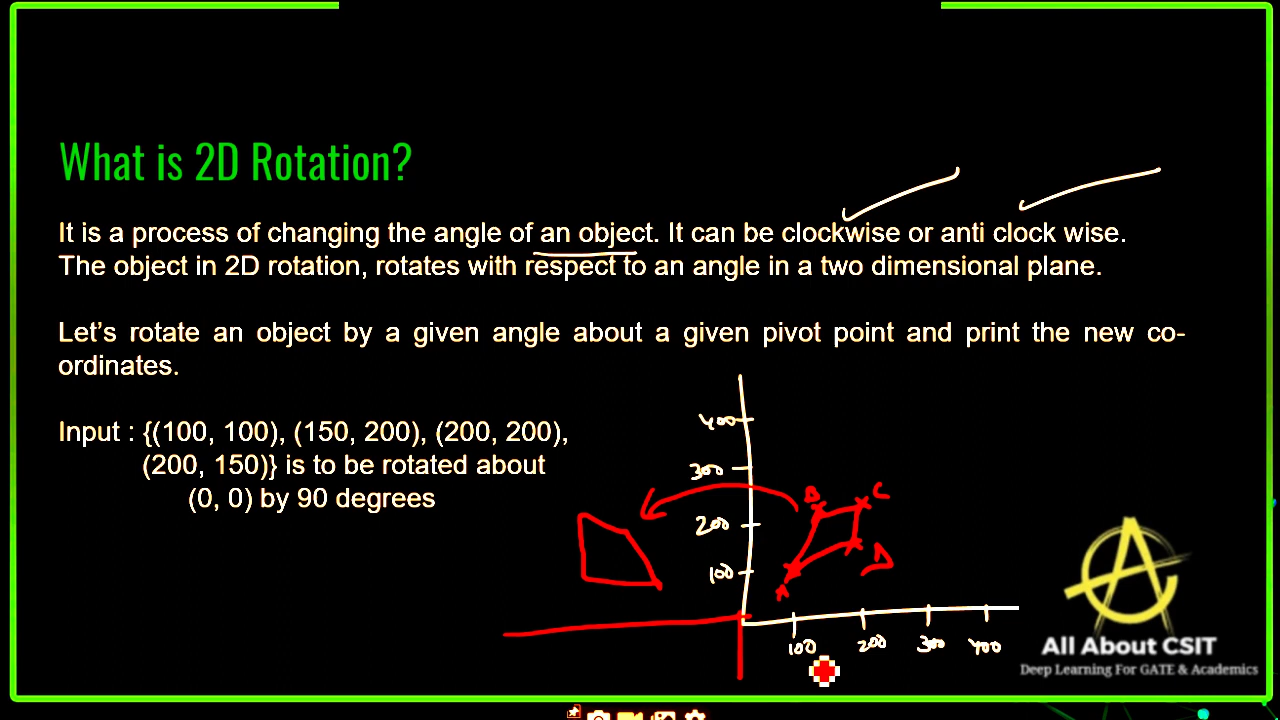 What is 2D Rotation?
It is a process of changing the angle of an object. It can be clockwise or anti clock wise.
The object in 2D rotation, rotates with respect to an angle in a two dimensional plane.
Let's rotate an object by a given angle about a given pivot point and print the new co-
ordinates.
Input : {(100, 100), (150, 200), (200, 200),
(200, 150)} is to be rotated about
(0, 0) by 90 degrees
400
300
200
100
B
C
D
A
100 200 300 400
All About CSIT
Deep Learning For GATE & Academics